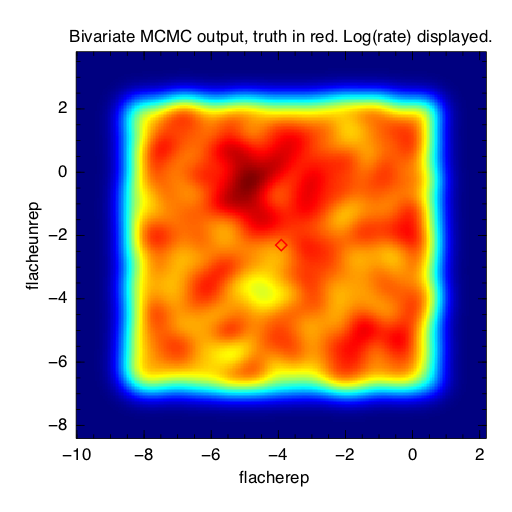 Bivariate MCMC output, truth in red. Log(rate) displayed.
2
0
−2
−4
−6
−8
flacheunrep
−10 −8 −6 −4 −2 0 2
flacherep